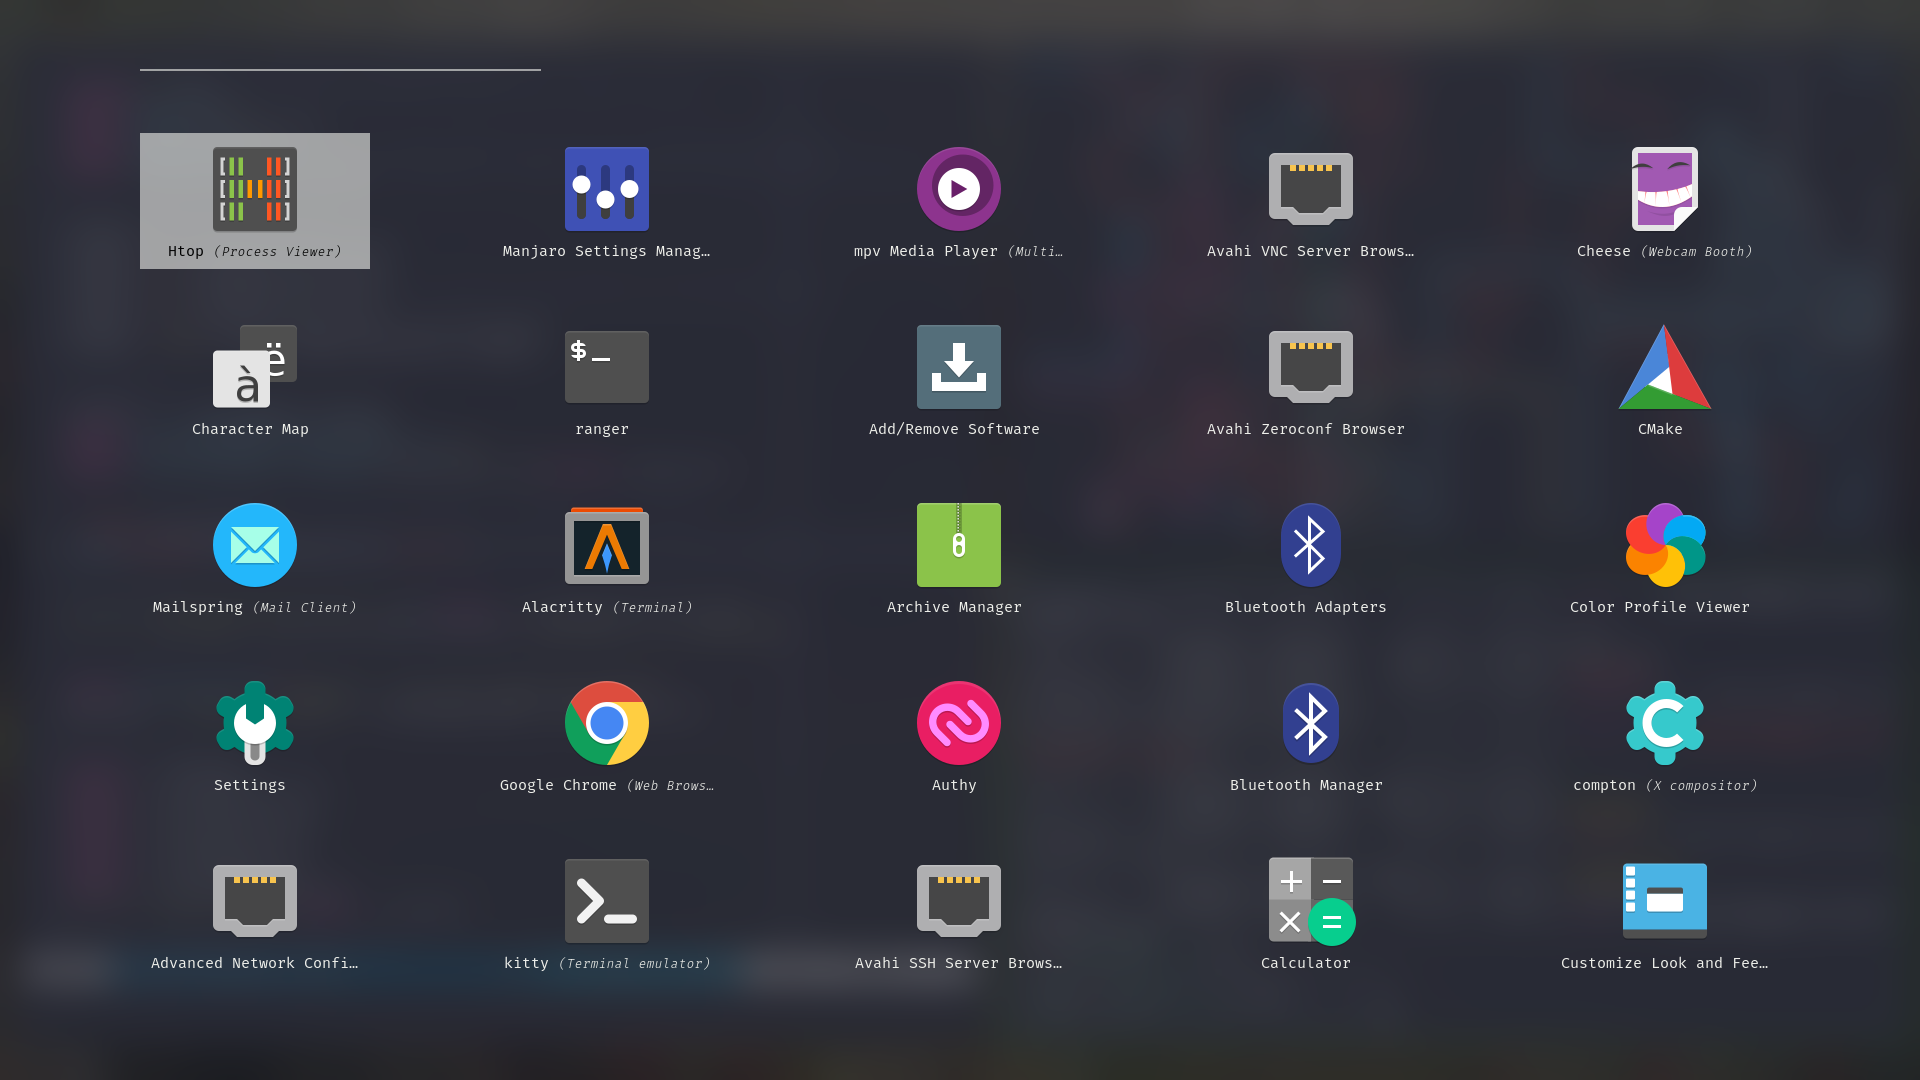 Htop (Process Viewer)
Manjaro Settings Manag…
mpv Media Player (Multi…
Avahi VNC Server Brows…
Cheese (Webcam Booth)
ë
à
Character Map
$_
ranger
Add/Remove Software
Avahi Zeroconf Browser
CMake
Mailspring (Mail Client)
Alacritty (Terminal)
Archive Manager
Bluetooth Adapters
Color Profile Viewer
Settings
Google Chrome (Web Brows…
Authy
Bluetooth Manager
compton (X compositor)
Advanced Network Confi…
kitty (Terminal emulator)
Avahi SSH Server Brows…
Calculator
Customize Look and Fee…